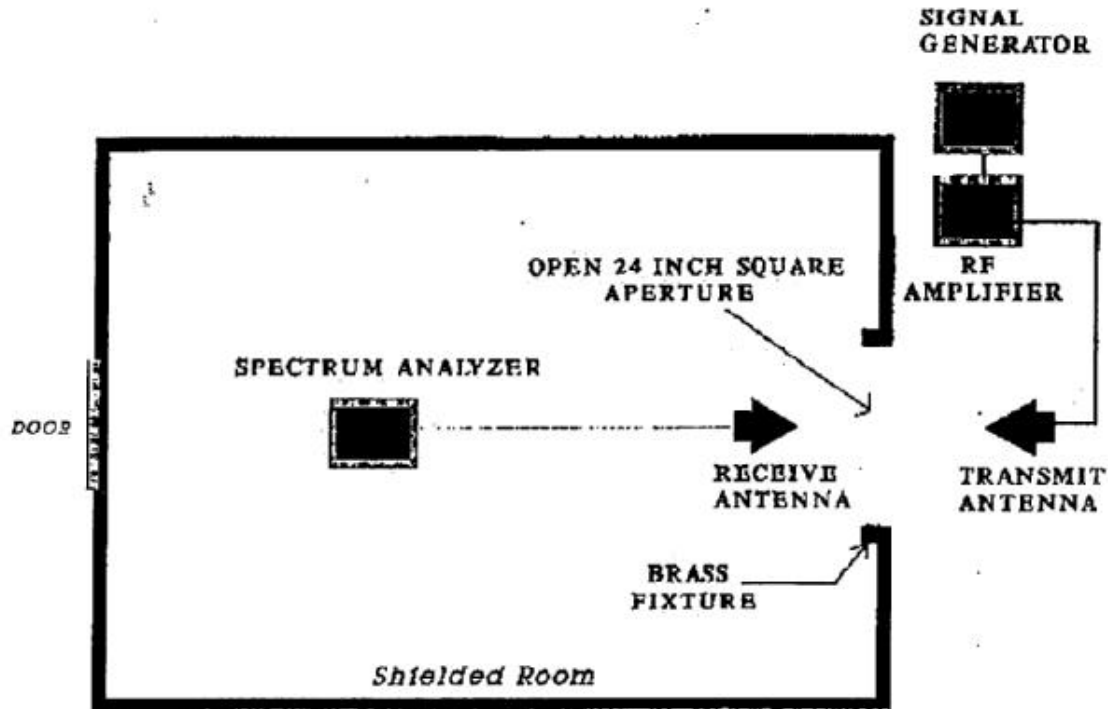 SIGNAL
GENERATOR
OPEN 24 INCH SQUARE
APERTURE
RF
AMPLIFIER
SPECTRUM ANALYZER
DOOR
RECEIVE
ANTENNA
TRANSMIT
ANTENNA
BRASS
FIXTURE
Shielded Room